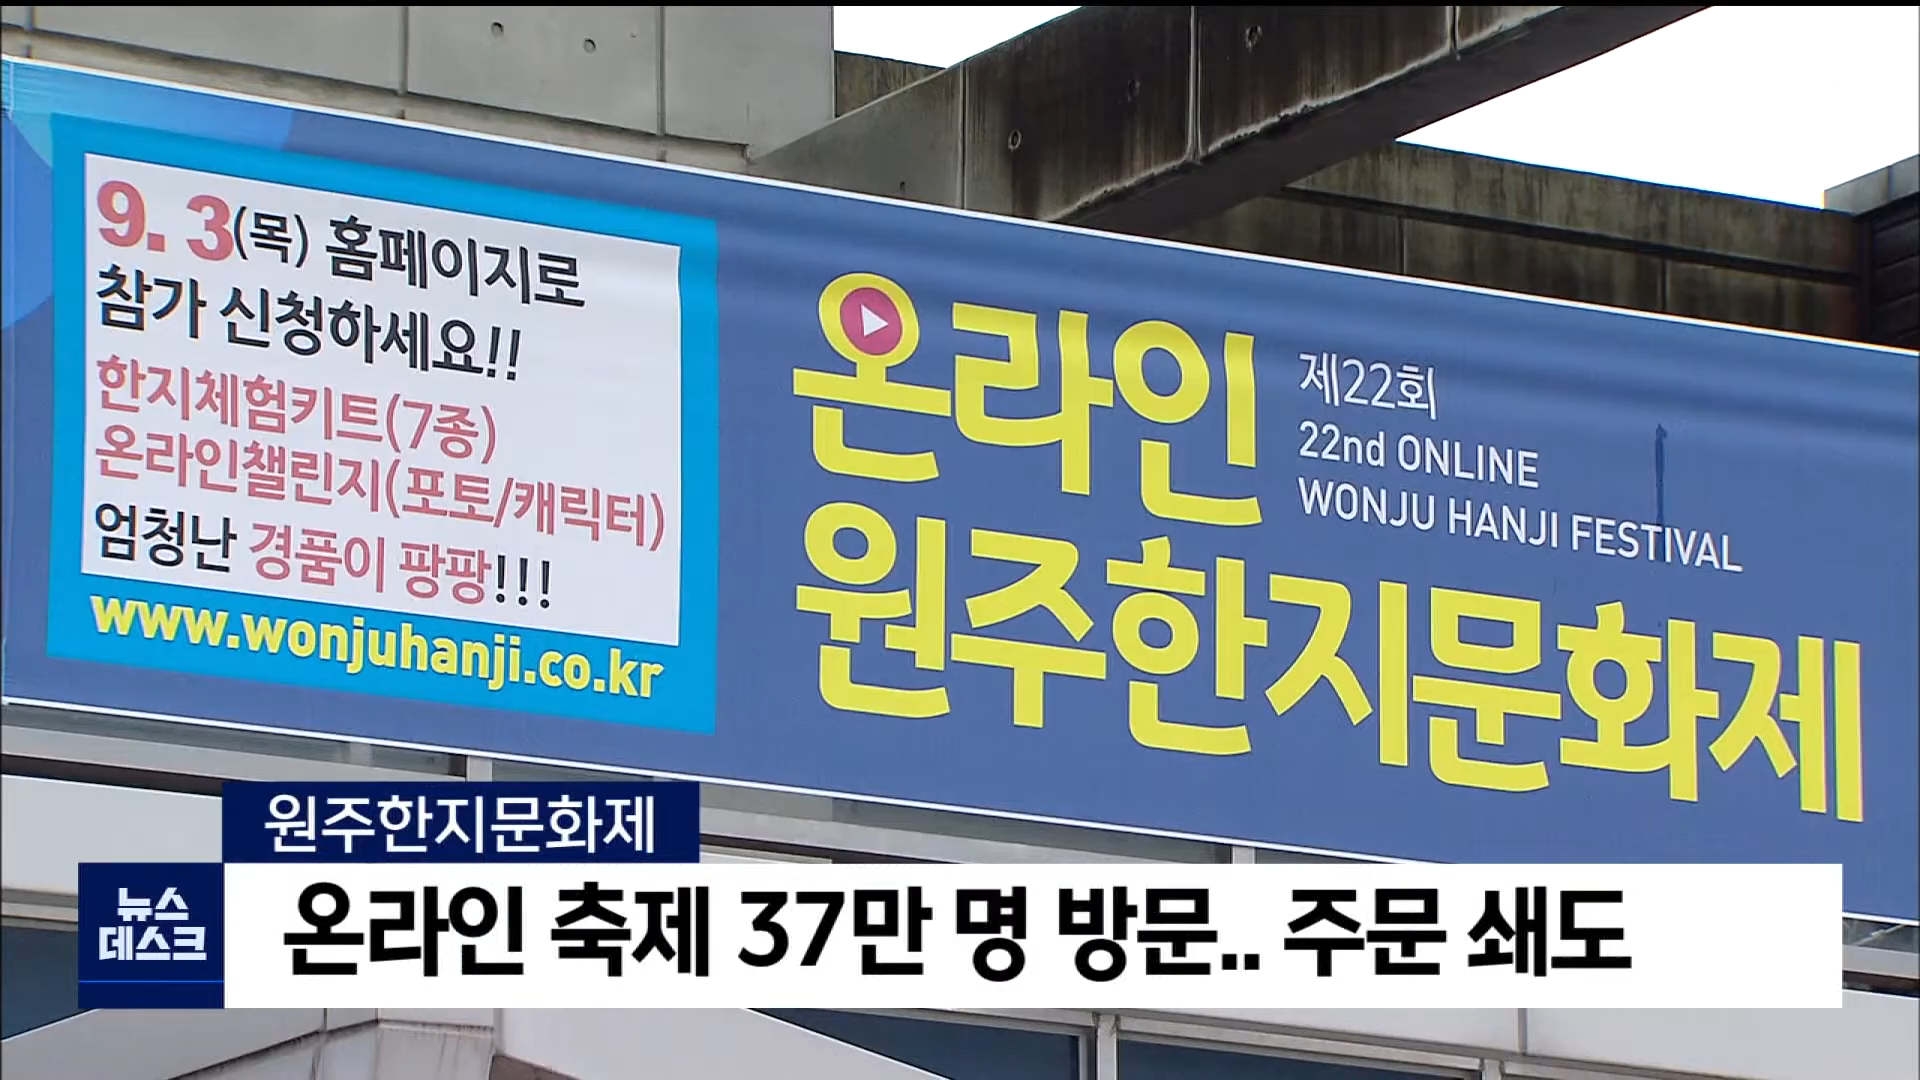 9. 3(목) 홈페이지로
참가 신청하세요!!
한지체험키트(7종)
온라인챌린지(포토/캐릭터)
엄청난 경품이 팡팡!!!
www.wonjuhanji.co.kr
온라인
제22회
22nd ONLINE
WONJU HANJI FESTIVAL
원주한지문화제
원주한지문화제
뉴스
데스크
온라인 축제 37만 명 방문.. 주문 쇄도